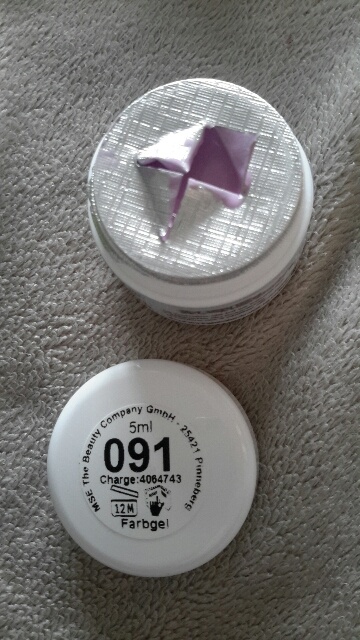 MSE The Beauty Company GmbH - 25421 Pinneberg
5ml
091
Charge:4064743
12M
Farbgel